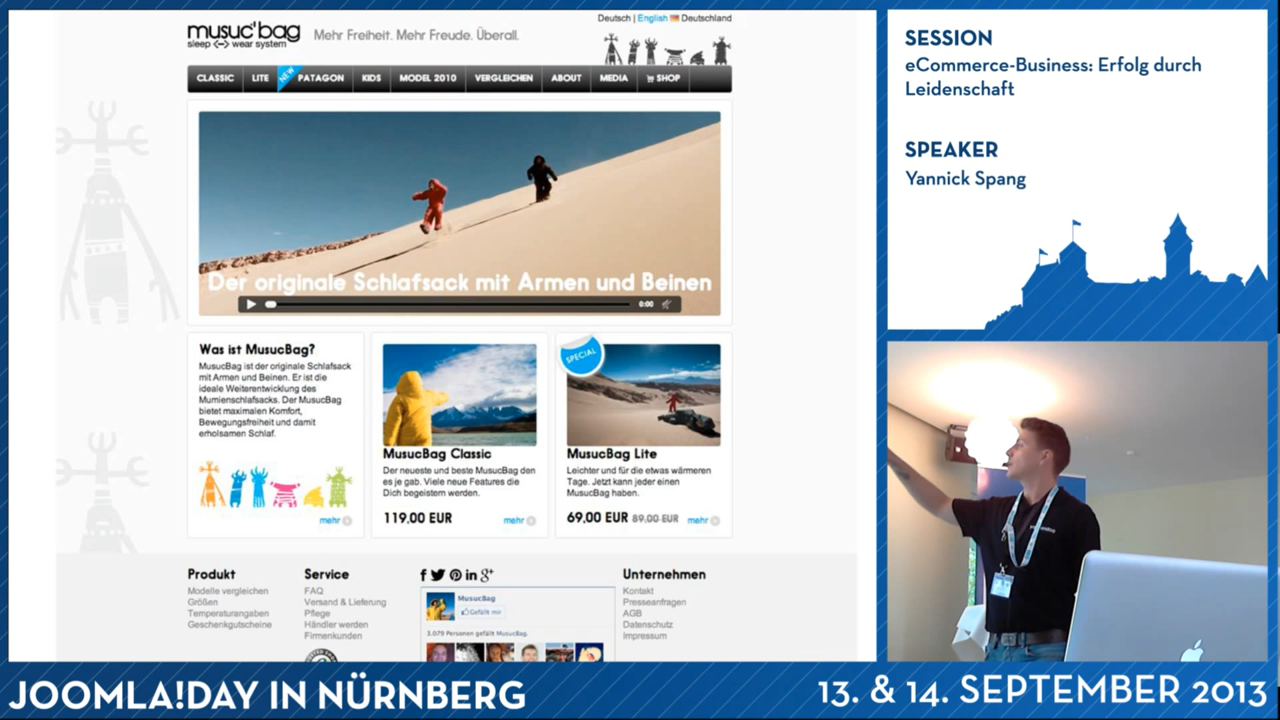 musuc'bag
sleep <--> wear system
Mehr Freiheit. Mehr Freude. Überall.
Deutsch | English Deutschland
CLASSIC LITE NEW PATAGON KIDS MODEL 2010 VERGLEICHEN ABOUT MEDIA SHOP
Der originale Schlafsack mit Armen und Beinen
0:00
Was ist MusucBag?
MusucBag ist der originale Schlafsack
mit Armen und Beinen. Er ist die
ideale Weiterentwicklung des
Mumienschlafsacks. Der MusucBag
bietet maximalen Komfort,
Bewegungsfreiheit und damit
erholsamen Schlaf.
mehr
MusucBag Classic
Der neueste und beste MusucBag den
es je gab. Viele neue Features die
Dich begeistern werden.
119,00 EUR mehr
SPECIAL
MusucBag Lite
Leichter und für die etwas wärmeren
Tage. Jetzt kann jeder einen
MusucBag haben.
69,00 EUR 89,00 EUR mehr
Produkt
Modelle vergleichen
Größen
Temperaturangaben
Geschenkgutscheine
Service
FAQ
Versand & Lieferung
Pflege
Händler werden
Firmenkunden
MusucBag
Gefällt mir
3.079 Personen gefällt MusucBag.
Unternehmen
Kontakt
Presseanfragen
AGB
Datenschutz
Impressum
SESSION
eCommerce-Business: Erfolg durch
Leidenschaft
SPEAKER
Yannick Spang
JOOMLA!DAY IN NÜRNBERG
13. & 14. SEPTEMBER 2013